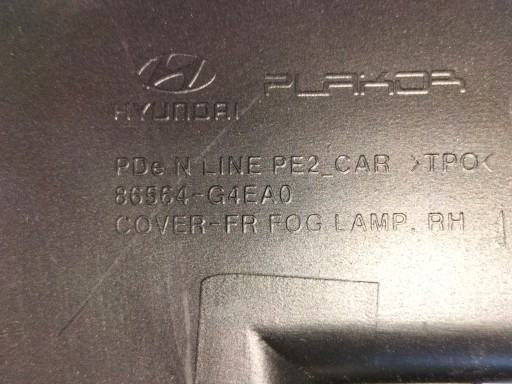 HYUNDAI PLAKOR
PDe N LINE PE2_CAR >TPO<
86564-G4EA0
COVER-FR FOG LAMP, RH